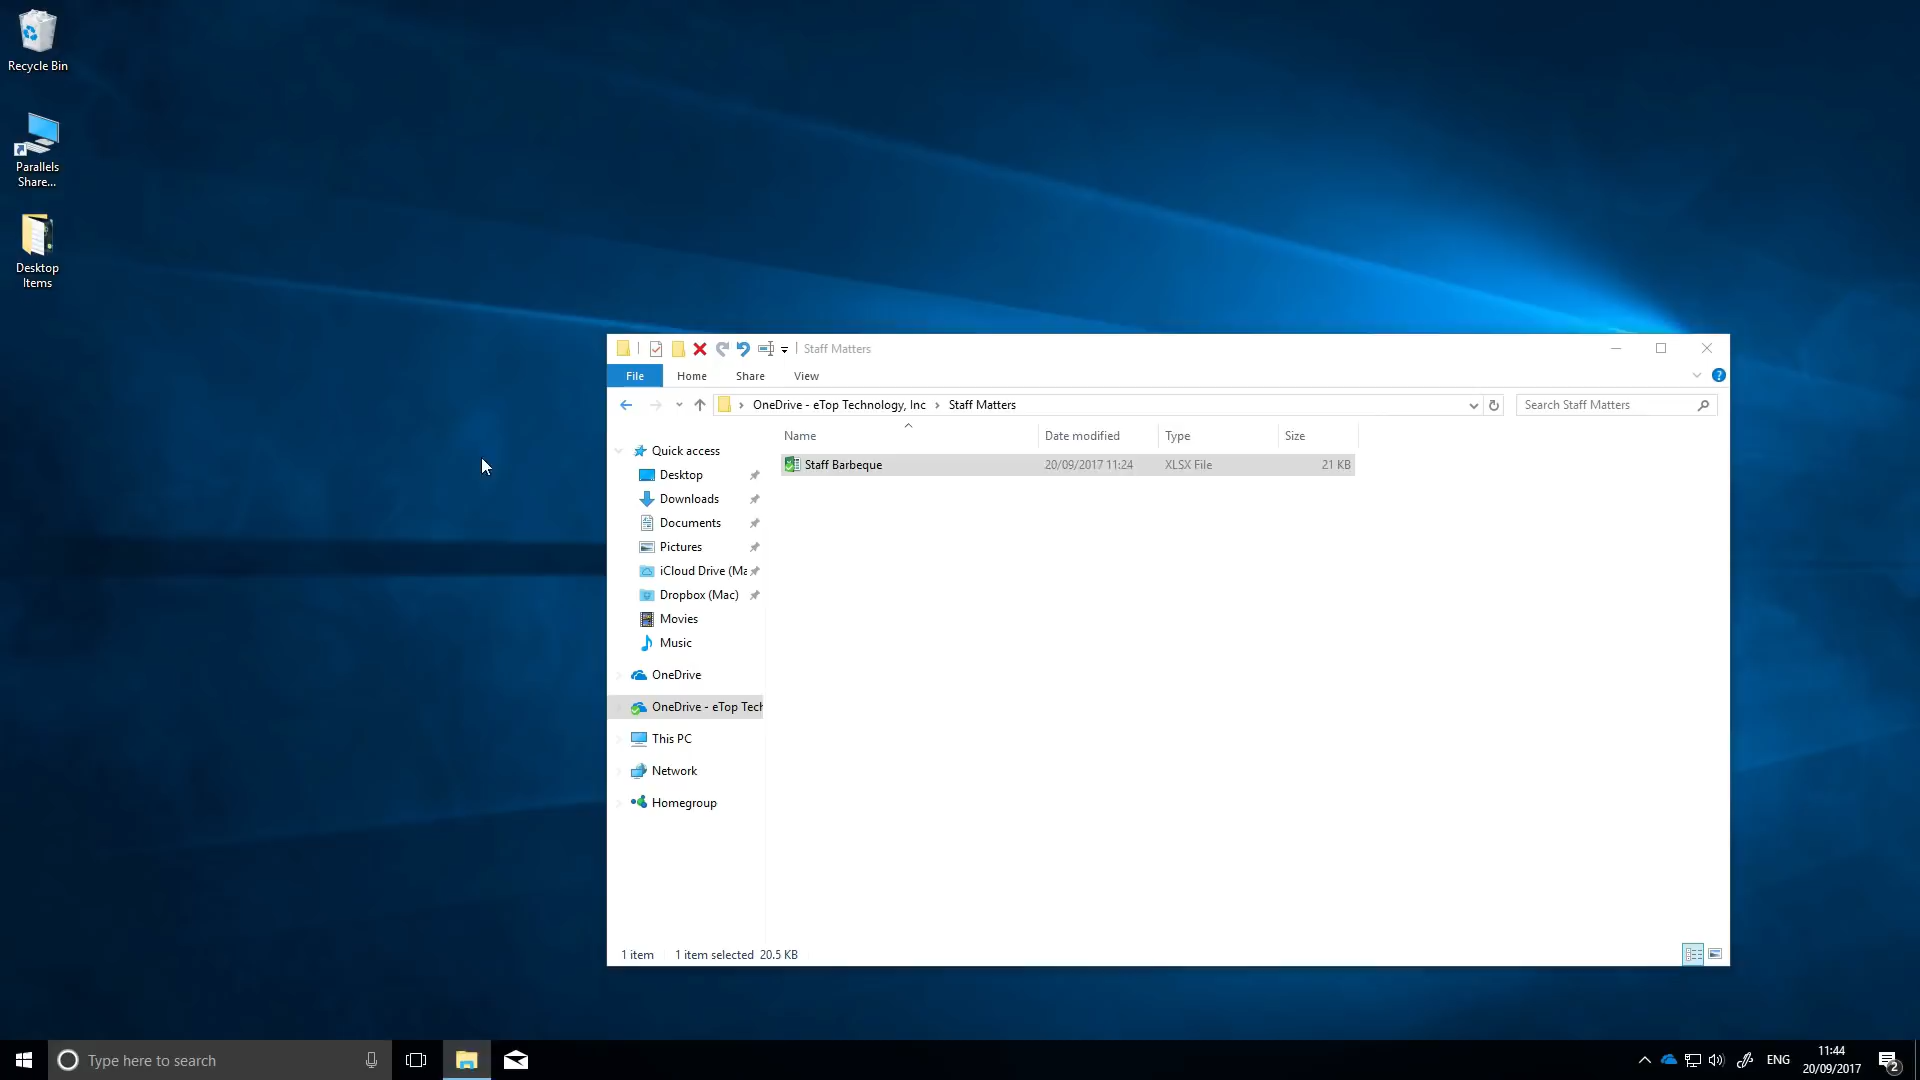 Recycle Bin
Parallels
Share...
Desktop
Items
Staff Matters
File Home Share View
OneDrive - eTop Technology, Inc Staff Matters
Search Staff Matters
Name Date modified Type Size
Staff Barbeque 20/09/2017 11:24 XLSX File 21 KB
Quick access
Desktop
Downloads
Documents
Pictures
iCloud Drive (Ma
Dropbox (Mac)
Movies
Music
OneDrive
OneDrive - eTop Tech
This PC
Network
Homegroup
1 item 1 item selected 20.5 KB
Type here to search
ENG
11:44
20/09/2017
2